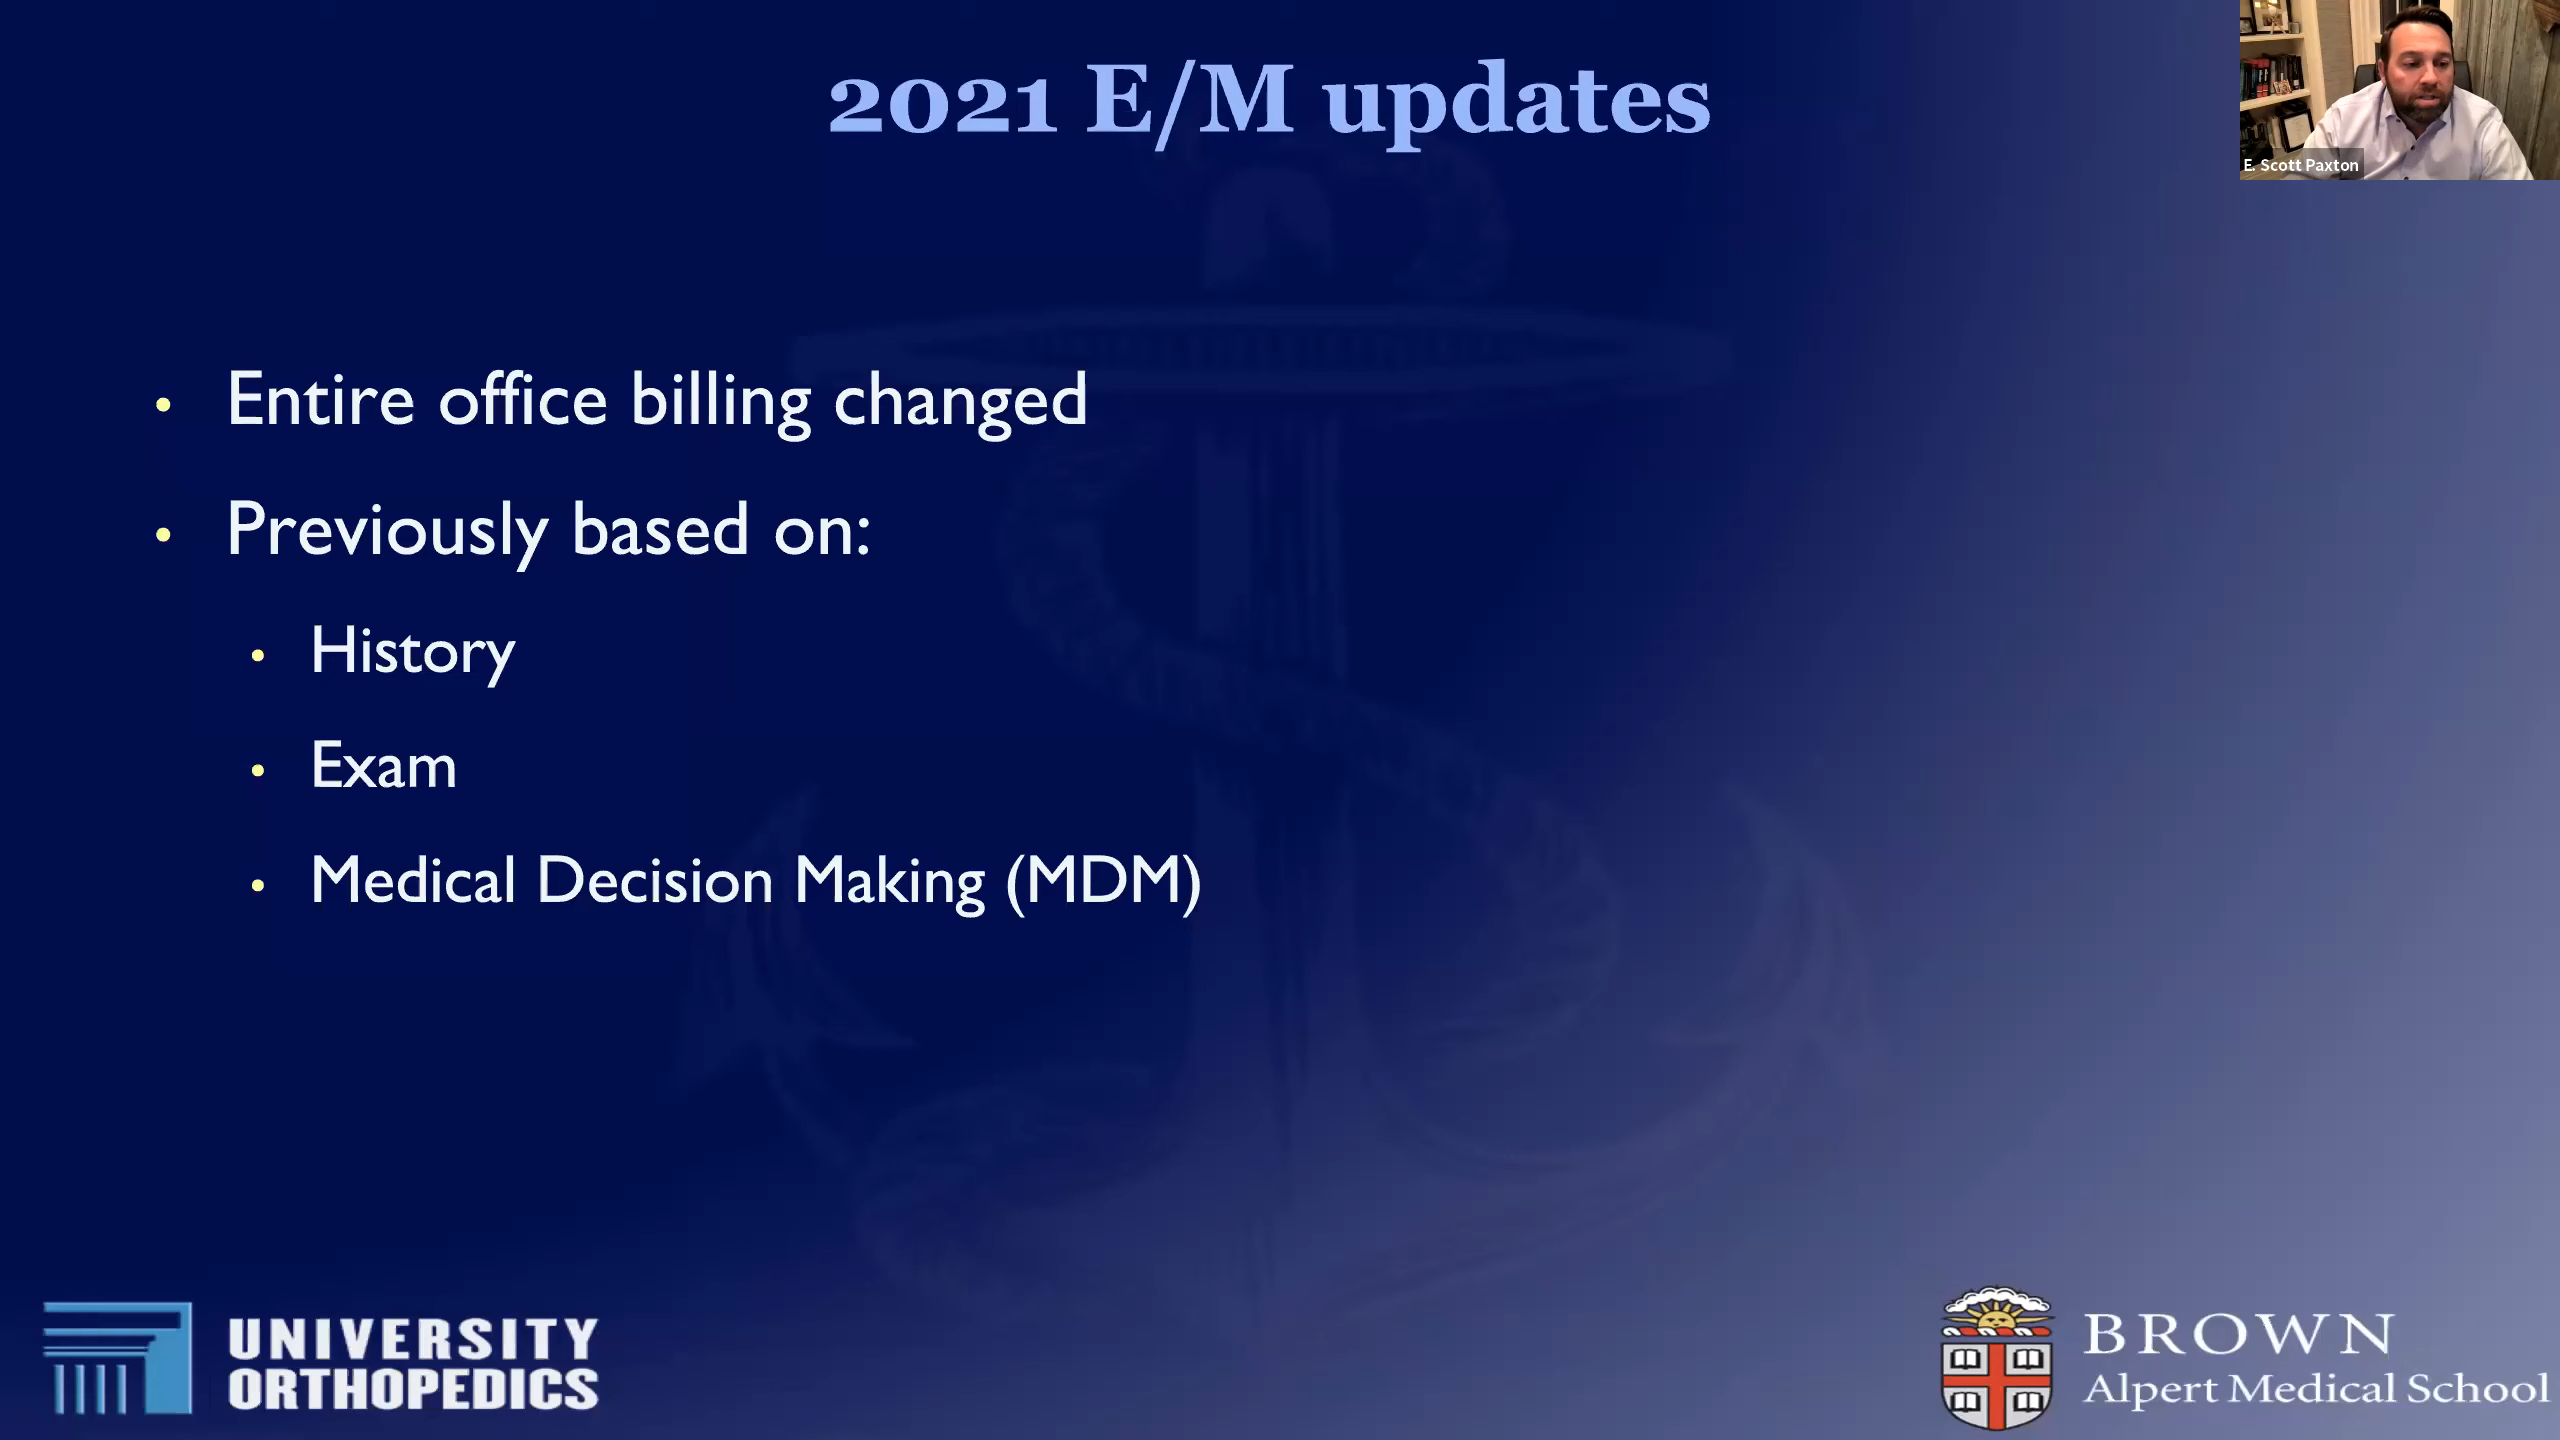 2021 E/M updates
E. Scott Paxton
• Entire office billing changed
• Previously based on:
• History
• Exam
• Medical Decision Making (MDM)
UNIVERSITY
ORTHOPEDICS
BROWN
Alpert Medical School